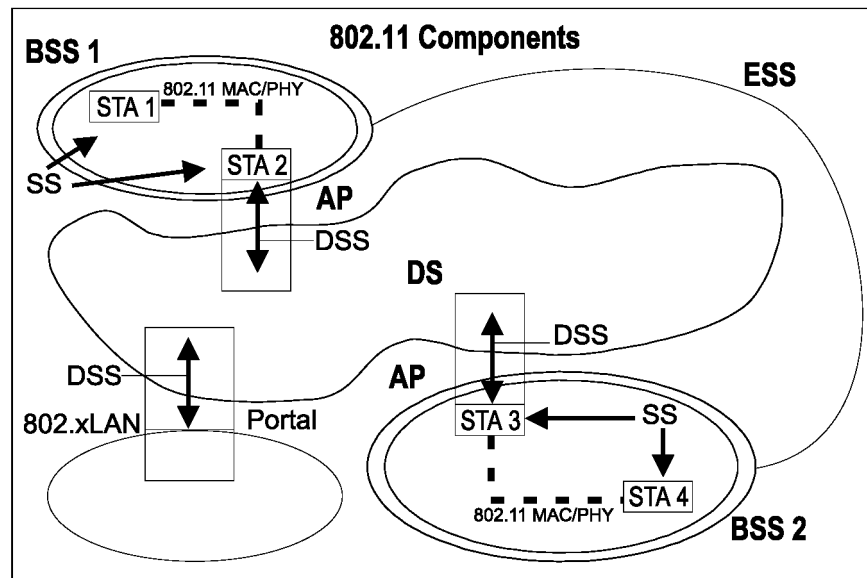 802.11 Components
BSS 1
ESS
802.11 MAC/PHY
STA 1
STA 2
SS
AP
DSS
DS
DSS
DSS
AP
802.xLAN
Portal
STA 3
SS
STA 4
802.11 MAC/PHY
BSS 2